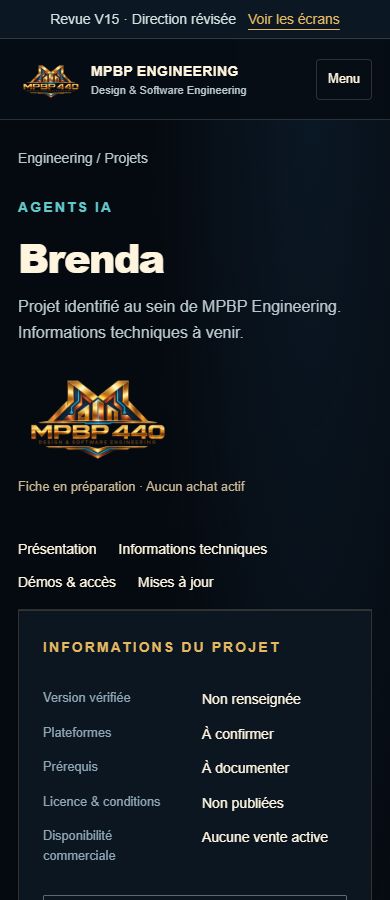 Revue V15 · Direction révisée Voir les écrans
MPBP440
MPBP ENGINEERING
Design & Software Engineering
Menu
Engineering / Projets
AGENTS IA
Brenda
Projet identifié au sein de MPBP Engineering.
Informations techniques à venir.
MPBP440
DESIGN & SOFTWARE ENGINEERING
Fiche en préparation · Aucun achat actif
Présentation Informations techniques
Démos & accès Mises à jour
INFORMATIONS DU PROJET
Version vérifiée Non renseignée
Plateformes À confirmer
Prérequis À documenter
Licence & conditions Non publiées
Disponibilité commerciale Aucune vente active